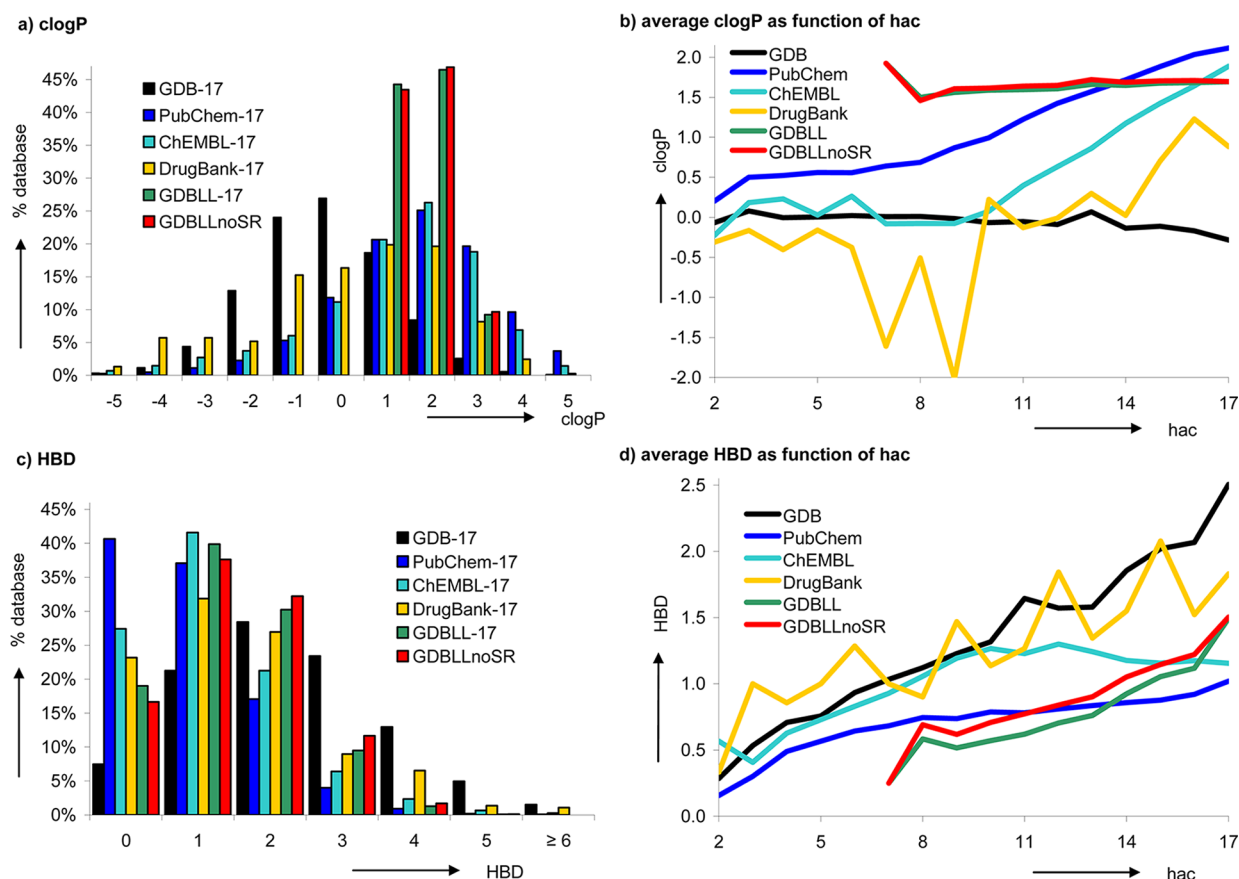 a) clogP
45%
40%
35%
30%
25%
20%
15%
10%
5%
0%
% database
GDB-17
PubChem-17
ChEMBL-17
DrugBank-17
GDBLL-17
GDBLLnoSR
-5 -4 -3 -2 -1 0 1 2 3 4 5
clogP
b) average clogP as function of hac
2.0
1.5
1.0
0.5
0.0
-0.5
-1.0
-1.5
-2.0
clogP
GDB
PubChem
ChEMBL
DrugBank
GDBLL
GDBLLnoSR
2 5 8 11 14 17
hac
c) HBD
45%
40%
35%
30%
25%
20%
15%
10%
5%
0%
% database
GDB-17
PubChem-17
ChEMBL-17
DrugBank-17
GDBLL-17
GDBLLnoSR
0 1 2 3 4 5 ≥ 6
HBD
d) average HBD as function of hac
2.5
2.0
1.5
1.0
0.5
0.0
HBD
GDB
PubChem
ChEMBL
DrugBank
GDBLL
GDBLLnoSR
2 5 8 11 14 17
hac